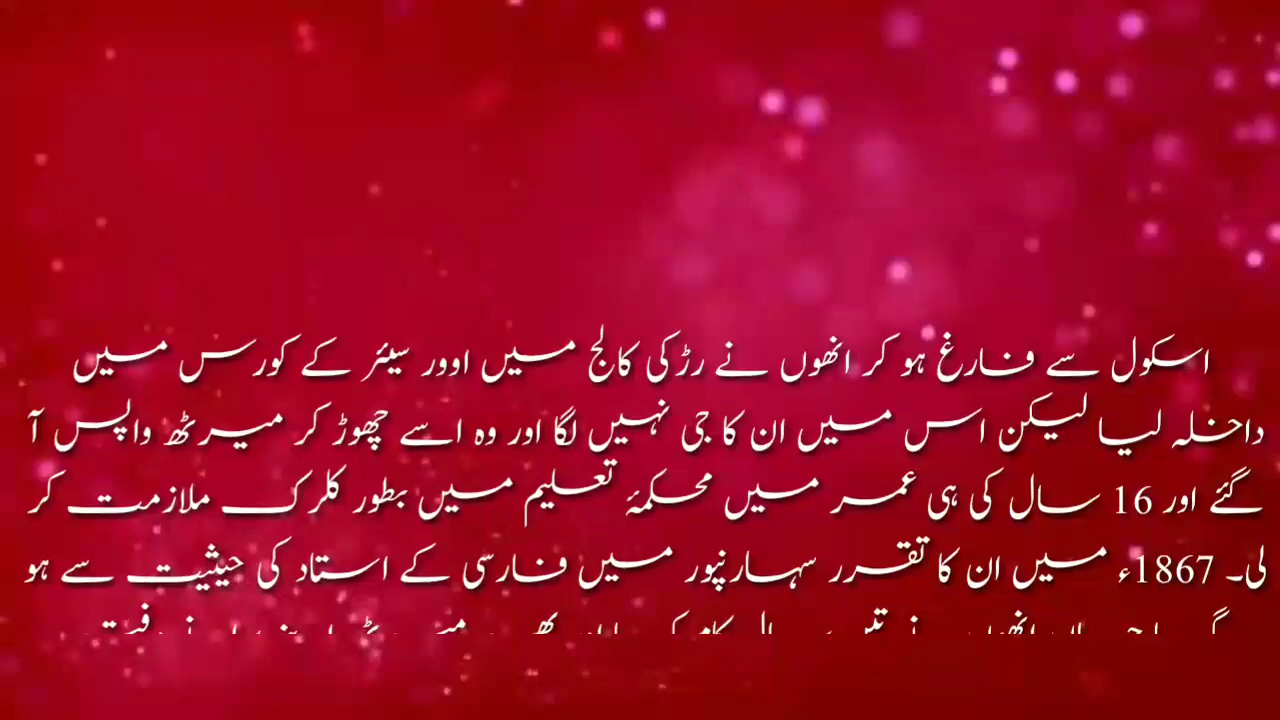 اسکول سے فارغ ہو کر انھوں نے رڑکی کالج میں اوور سیئر کے کورس میں
داخلہ لیا لیکن اس میں ان کا جی نہیں لگا اور وہ اسے چھوڑ کر میرٹھ واپس آ
گئے اور 16 سال کی ہی عمر میں محکمۂ تعلیم میں بطور کلرک ملازمت کر
لی۔ 1867ء میں ان کا تقرر سہارنپور میں فارسی کے استاد کی حیثیت سے ہو